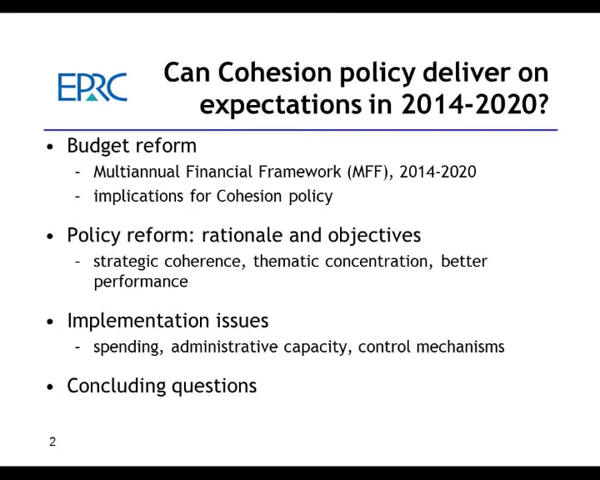 EPRC
Can Cohesion policy deliver on
expectations in 2014-2020?
• Budget reform
- Multiannual Financial Framework (MFF), 2014-2020
- implications for Cohesion policy
• Policy reform: rationale and objectives
- strategic coherence, thematic concentration, better
performance
• Implementation issues
- spending, administrative capacity, control mechanisms
• Concluding questions
2